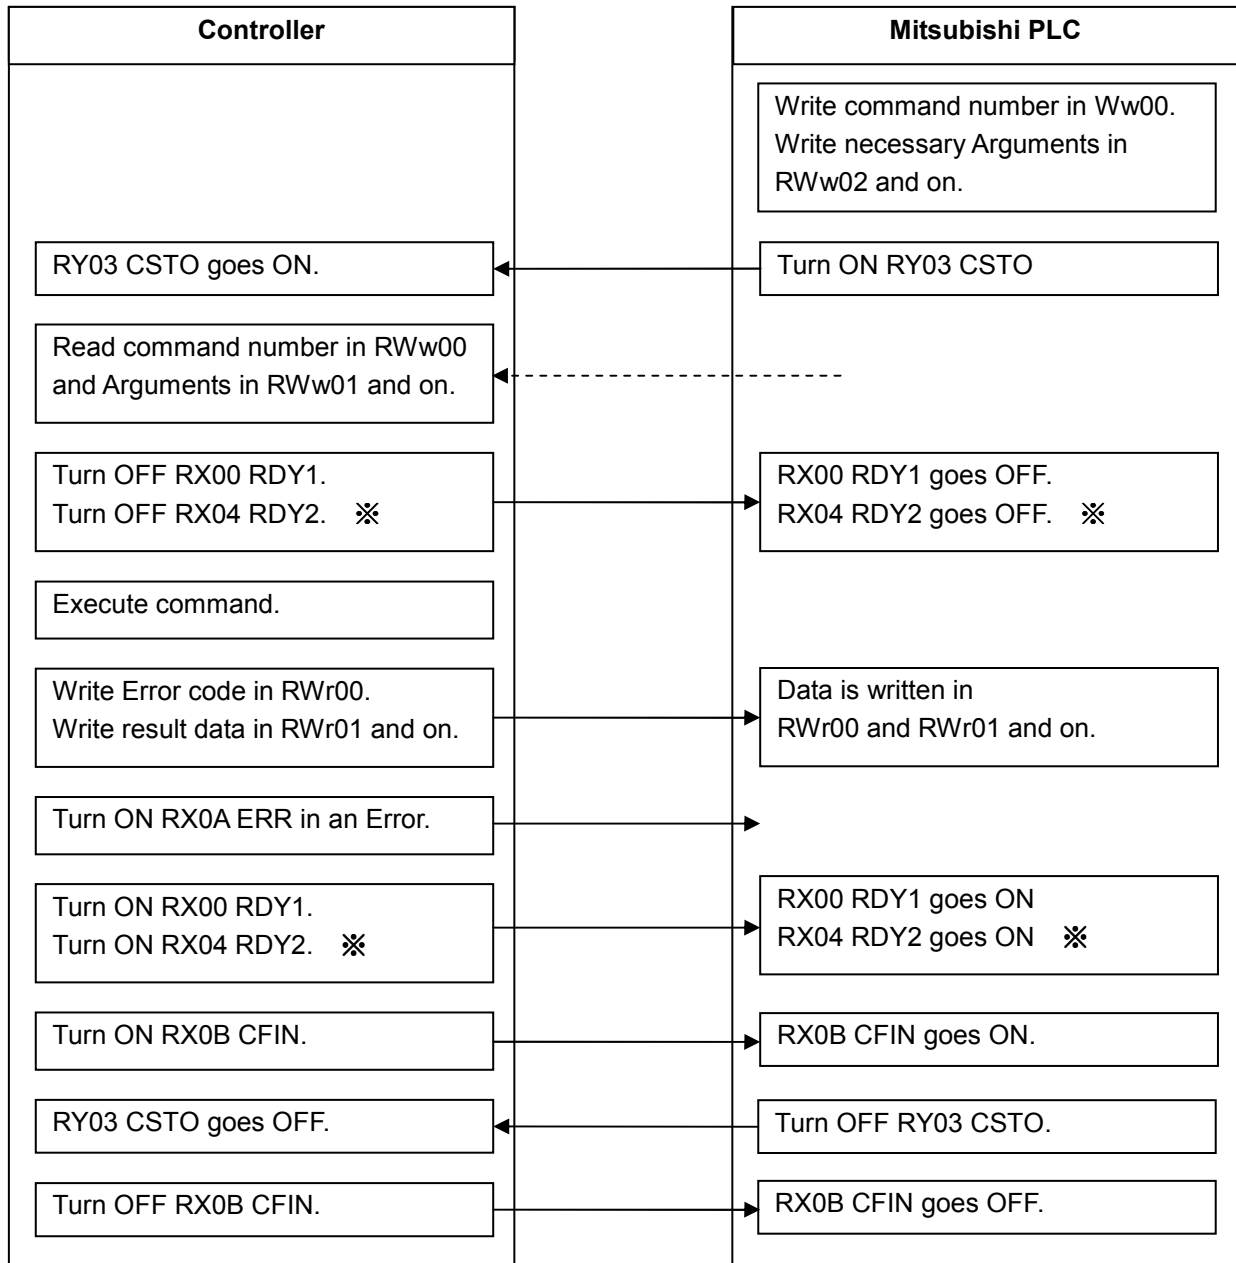 Controller
Mitsubishi PLC
Write command number in Ww00.
Write necessary Arguments in
RWw02 and on.
RY03 CSTO goes ON.
Turn ON RY03 CSTO
Read command number in RWw00
and Arguments in RWw01 and on.
Turn OFF RX00 RDY1.
Turn OFF RX04 RDY2. ※
RX00 RDY1 goes OFF.
RX04 RDY2 goes OFF. ※
Execute command.
Write Error code in RWr00.
Write result data in RWr01 and on.
Data is written in
RWr00 and RWr01 and on.
Turn ON RX0A ERR in an Error.
Turn ON RX00 RDY1.
Turn ON RX04 RDY2. ※
RX00 RDY1 goes ON
RX04 RDY2 goes ON ※
Turn ON RX0B CFIN.
RX0B CFIN goes ON.
RY03 CSTO goes OFF.
Turn OFF RY03 CSTO.
Turn OFF RX0B CFIN.
RX0B CFIN goes OFF.